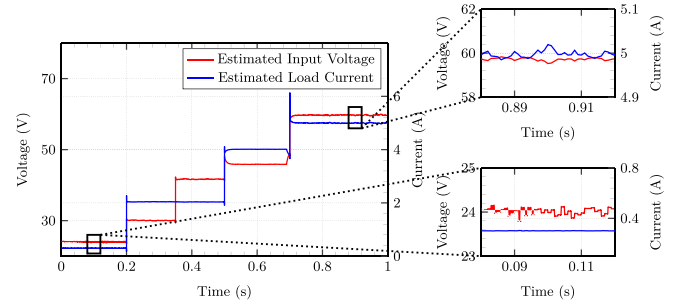 Estimated Input Voltage
Estimated Load Current
Voltage (V)
70
50
30
0
0.2
0.4
0.6
0.8
1
Time (s)
6
4
2
0
Current (A)
62
60
58
Voltage (V)
0.89
0.91
Time (s)
5.1
5
4.9
Current (A)
25
24
23
Voltage (V)
0.09
0.11
Time (s)
0.8
0.4
Current (A)